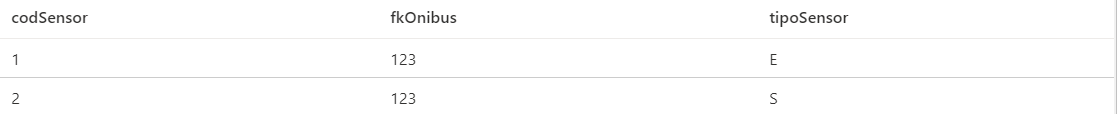 codSensor fkOnibus tipoSensor
1 123 E
2 123 S